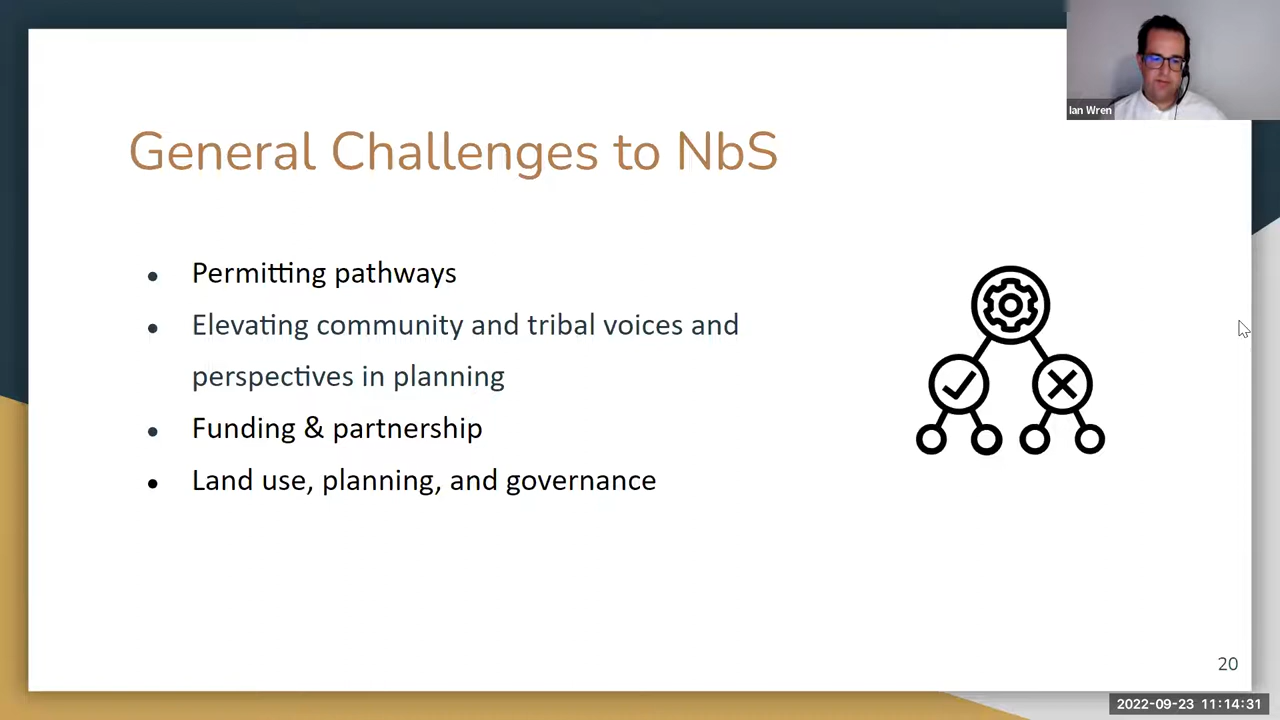 Ian Wren
General Challenges to NbS
• Permitting pathways
• Elevating community and tribal voices and
perspectives in planning
• Funding & partnership
• Land use, planning, and governance
20
2022-09-23 11:14:31